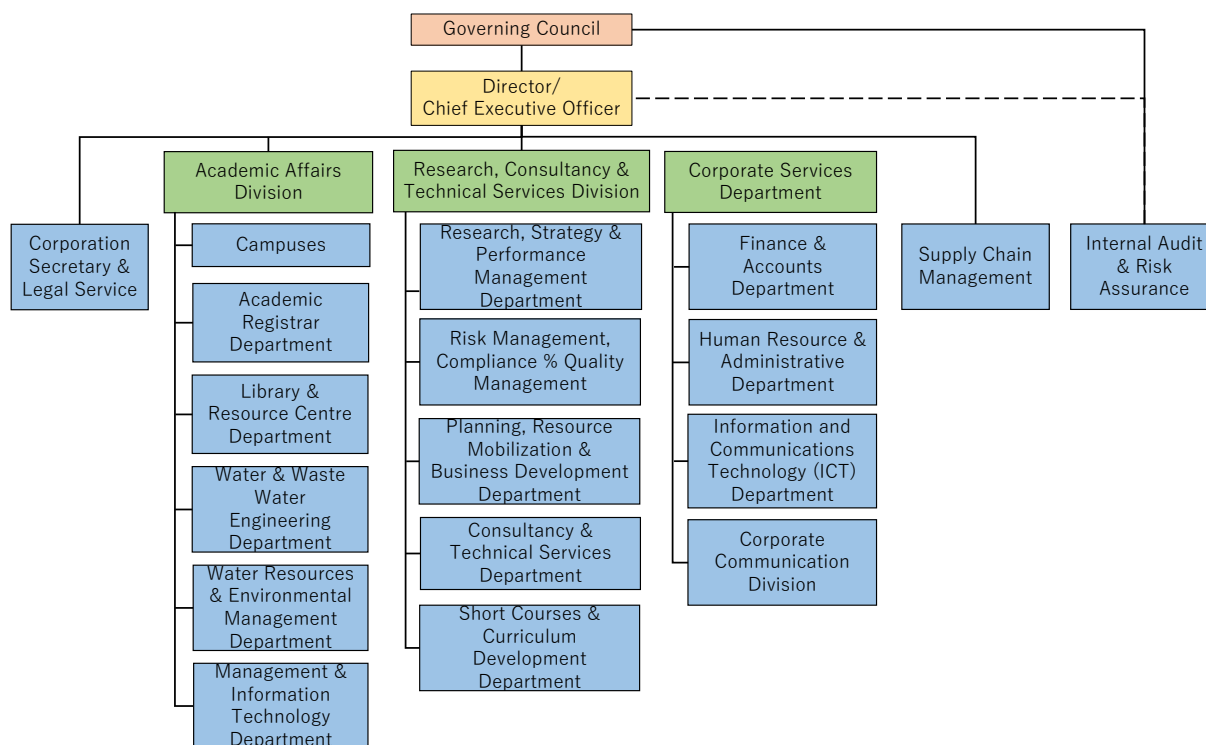 Governing Council
Director/
Chief Executive Officer
Academic Affairs
Division
Research, Consultancy &
Technical Services Division
Corporate Services
Department
Corporation
Secretary &
Legal Service
Campuses
Academic
Registrar
Department
Library &
Resource Centre
Department
Water & Waste
Water
Engineering
Department
Water Resources
& Environmental
Management
Department
Management &
Information
Technology
Department
Research, Strategy &
Performance
Management
Department
Risk Management,
Compliance % Quality
Management
Planning, Resource
Mobilization &
Business Development
Department
Consultancy &
Technical Services
Department
Short Courses &
Curriculum
Development
Department
Finance &
Accounts
Department
Human Resource &
Administrative
Department
Information and
Communications
Technology (ICT)
Department
Corporate
Communication
Division
Supply Chain
Management
Internal Audit
& Risk
Assurance